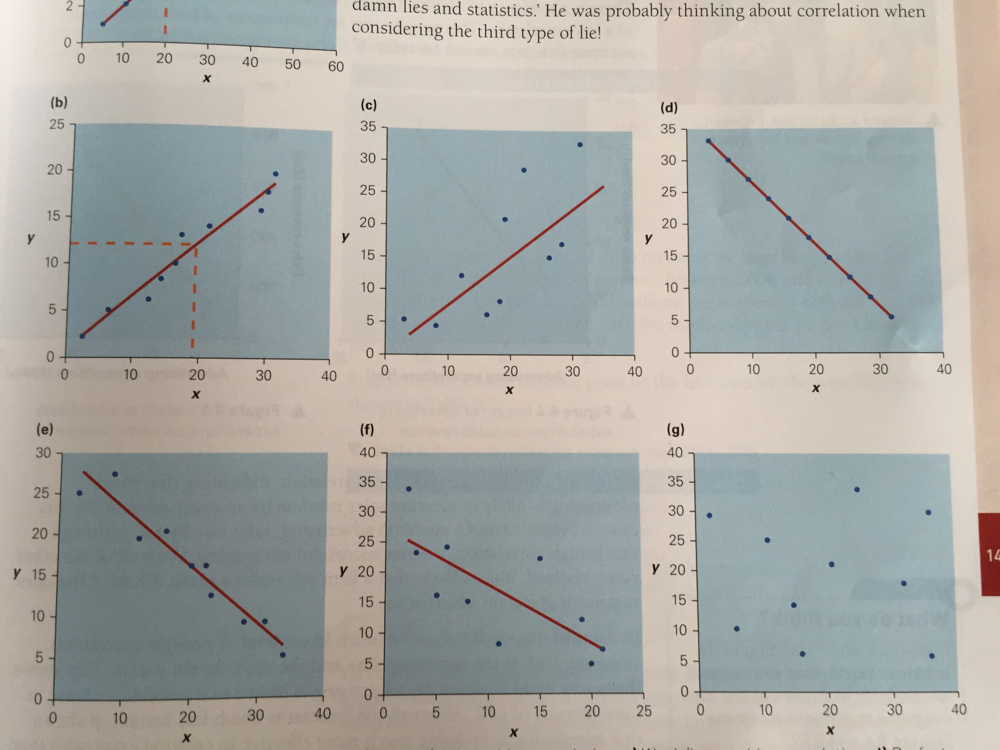 damn lies and statistics.' He was probably thinking about correlation when
considering the third type of lie!
2
0
0 10 20 30 40 50 60
x
(b)
25
20
15
10
5
0
y
0 10 20 30 40
x
(c)
35
30
25
20
15
10
5
0
y
0 10 20 30 40
x
(d)
35
30
25
20
15
10
5
0
y
0 10 20 30 40
x
(e)
30
25
20
15
10
5
0
y
0 10 20 30 40
x
(f)
40
35
30
25
20
15
10
5
0
y
0 5 10 15 20 25
x
(g)
40
35
30
25
20
15
10
5
0
y
0 10 20 30 40
x
14